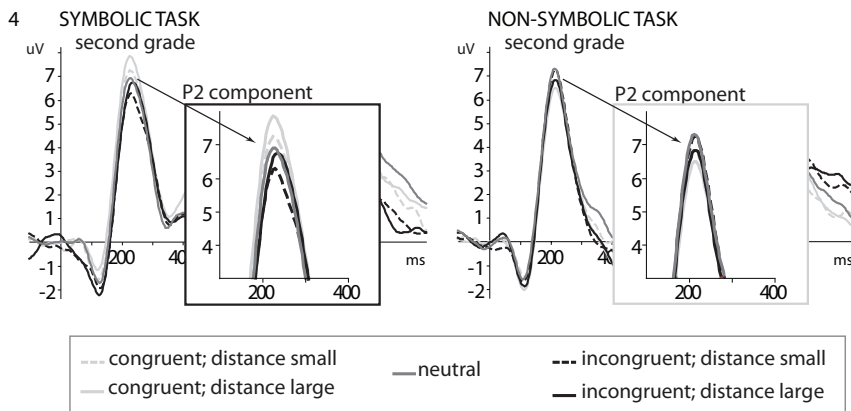 4 SYMBOLIC TASK NON-SYMBOLIC TASK
second grade second grade
uV uV
P2 component P2 component
7 7
6 6
5 5
4 4
3 3
2 2
1 1
-1 -1
-2 -2
200 40 200 40
ms ms
7 7
6 6
5 5
4 4
200 400 200 400
congruent; distance small neutral incongruent; distance small
congruent; distance large incongruent; distance large